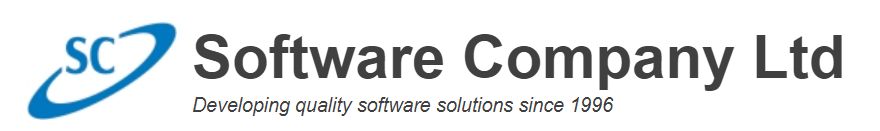 SC
Software Company Ltd
Developing quality software solutions since 1996